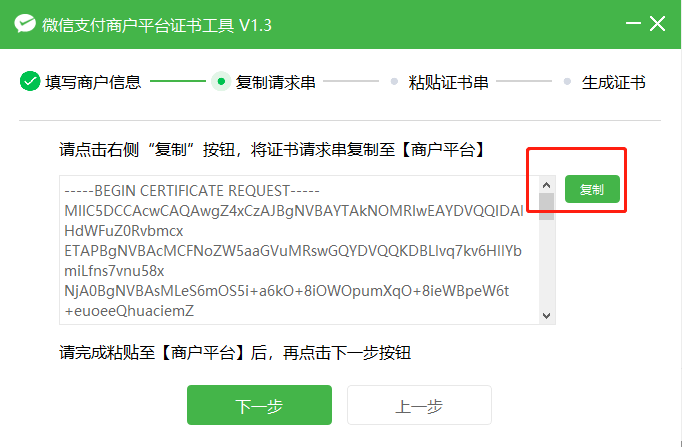 微信支付商户平台证书工具 V1.3
填写商户信息 复制请求串 粘贴证书串 生成证书
请点击右侧“复制”按钮，将证书请求串复制至【商户平台】
-----BEGIN CERTIFICATE REQUEST-----
复制
MIIC5DCCAcwCAQAwgZ4xCzAJBgNVBAYTAkNOMRIwEAYDVQQIDAl
HdWFuZ0Rvbmcx
ETAPBgNVBAcMCFNoZW5aaGVuMRswGQYDVQQKDBLlvq7kv6HllYb
miLfns7vnu58x
NjA0BgNVBAsMLeS6mOS5i+a6kO+8iOWOpumXqO+8ieWBpeW6t
+euoeeQhuaciemZ
请完成粘贴至【商户平台】后，再点击下一步按钮
下一步 上一步